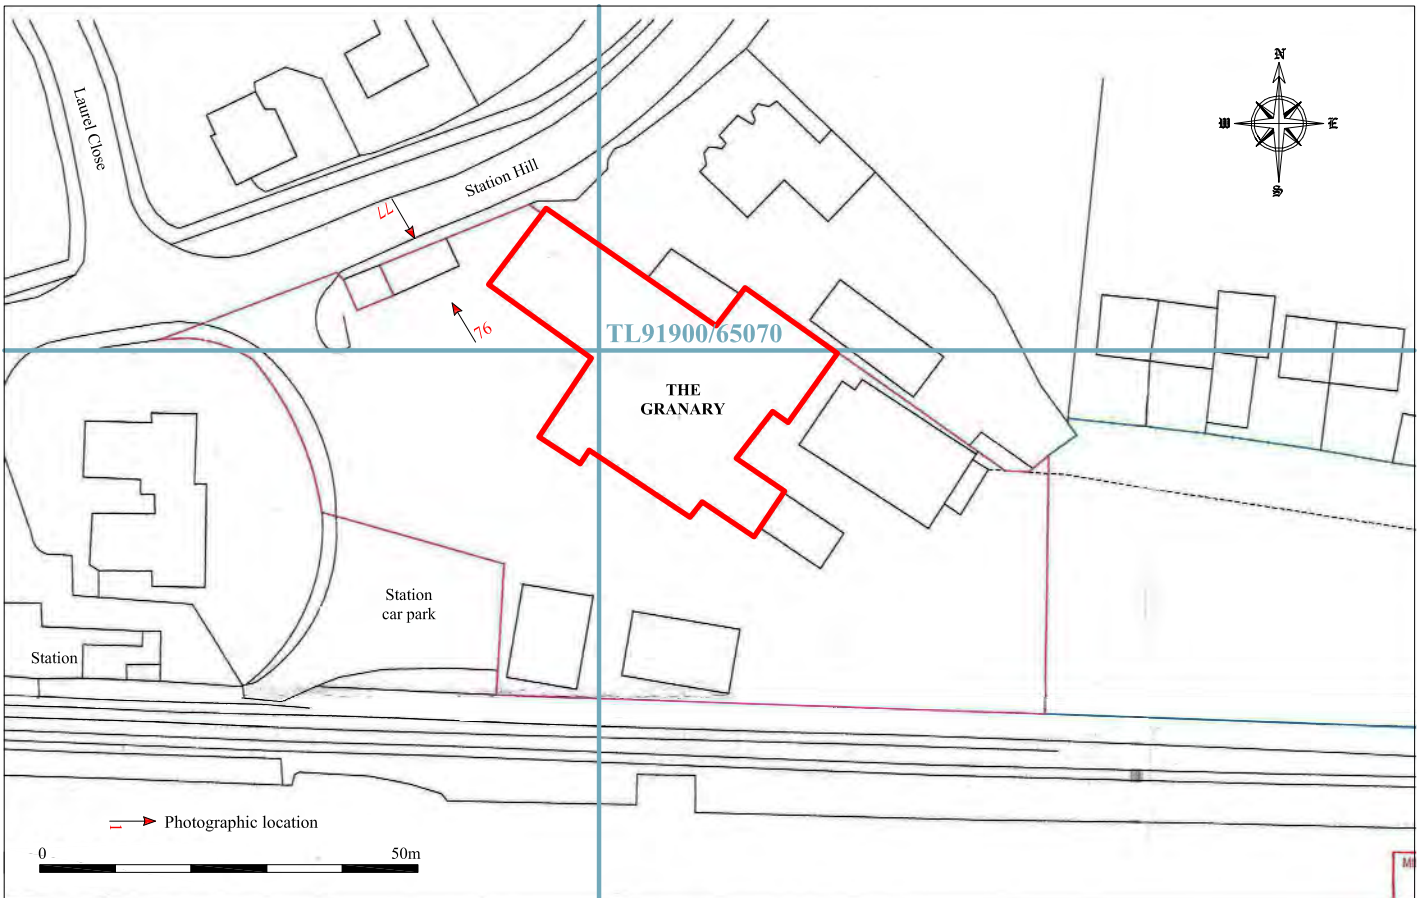 N
W
E
S
Laurel Close
Station Hill
77
76
TL91900/65070
THE
GRANARY
Station
car park
Station
1
Photographic location
0
50m